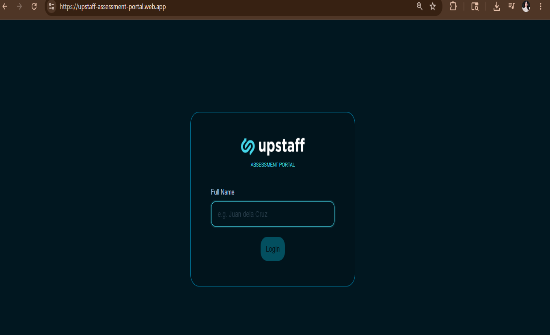 https://upstaff-assessment-portal.web.app
upstaff
ASSESSMENT PORTAL
Full Name
e.g. Juan dela Cruz
Login